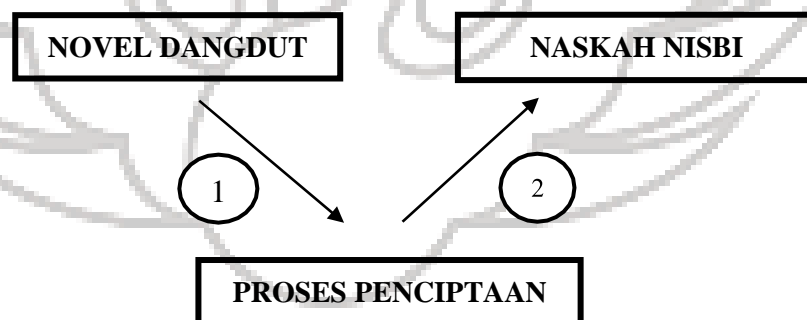 NOVEL DANGDUT
NASKAH NISBI
1
2
PROSES PENCIPTAAN